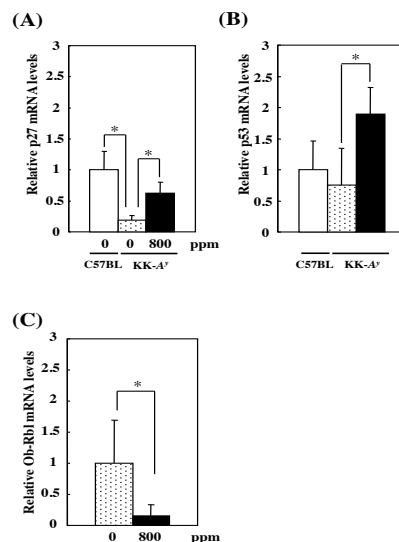 (A)
Relative p27 mRNA levels
3
2.5
2
1.5
1
0.5
0
*
*
0 0 800 ppm
C57BL KK-Aʸ
(B)
Relative p53 mRNA levels
3
2.5
2
1.5
1
0.5
0
*
C57BL KK-Aʸ
(C)
Relative Ob-Rbl mRNA levels
3
2.5
2
1.5
1
0.5
0
*
0 800 ppm